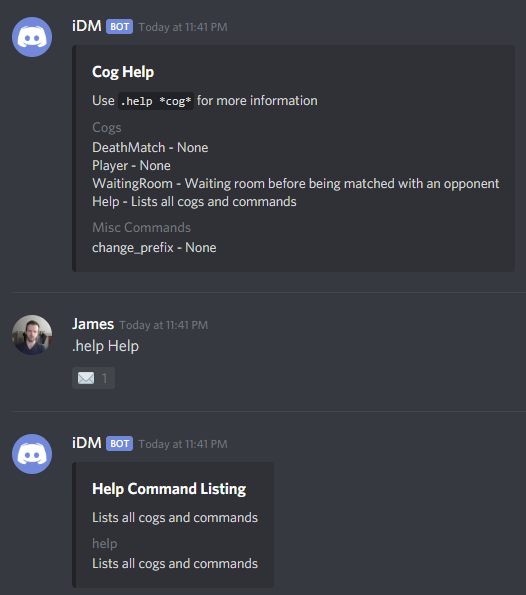 iDM BOT Today at 11:41 PM
Cog Help
Use .help *cog* for more information
Cogs
DeathMatch - None
Player - None
WaitingRoom - Waiting room before being matched with an opponent
Help - Lists all cogs and commands
Misc Commands
change_prefix - None
James Today at 11:41 PM
.help Help
1
iDM BOT Today at 11:41 PM
Help Command Listing
Lists all cogs and commands
help
Lists all cogs and commands